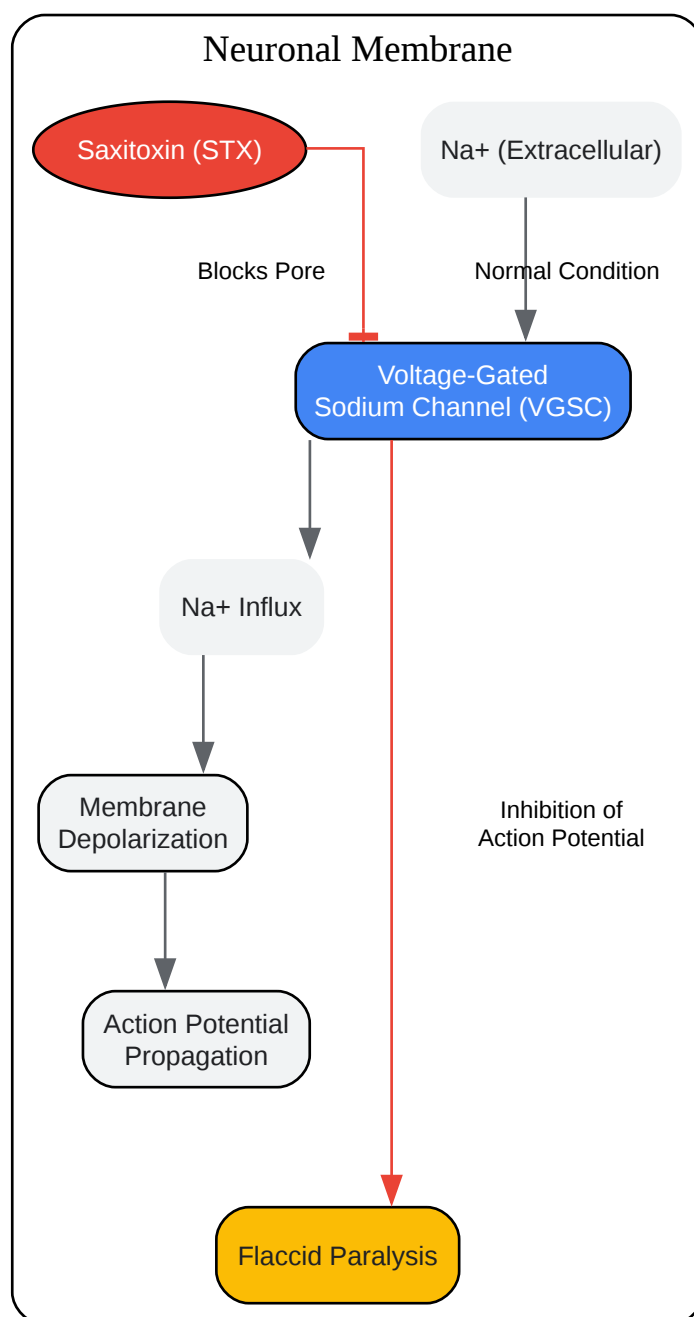 Neuronal Membrane
Saxitoxin (STX)
Na+ (Extracellular)
Blocks Pore
Normal Condition
Voltage-Gated
Sodium Channel (VGSC)
Na+ Influx
Membrane
Depolarization
Inhibition of
Action Potential
Action Potential
Propagation
Flaccid Paralysis